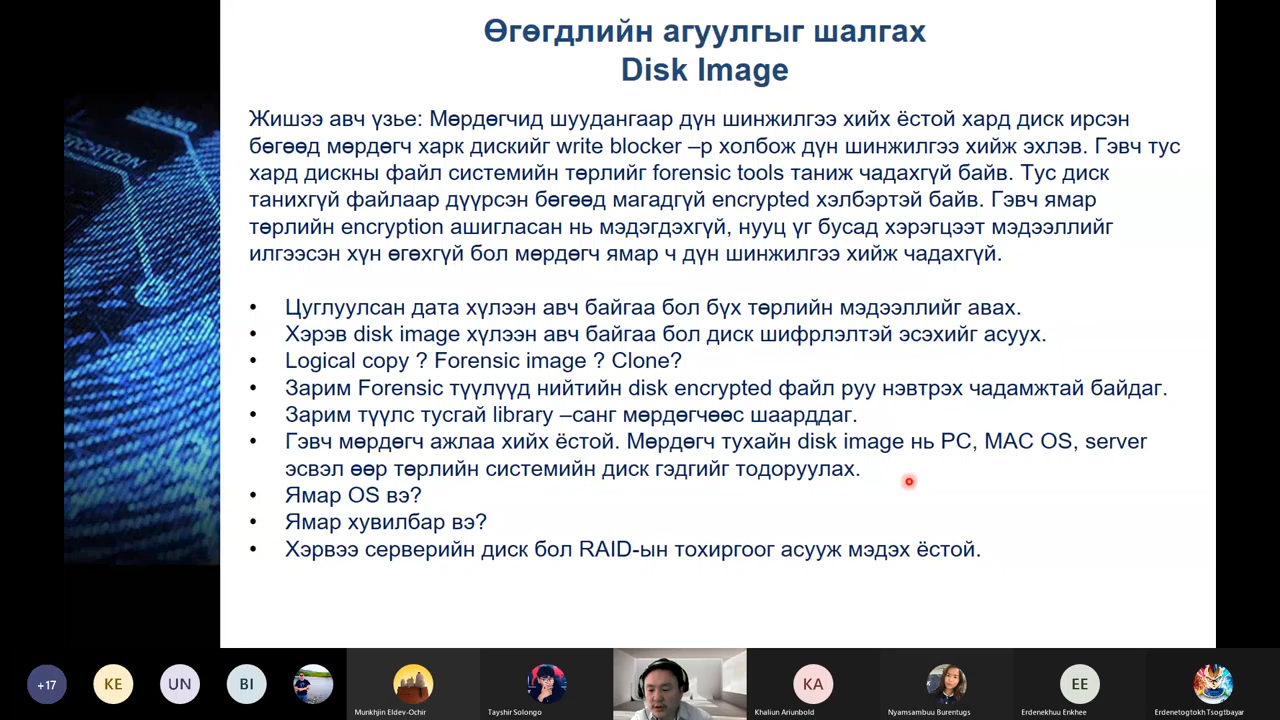 Өгөгдлийн агуулгыг шалгах
Disk Image
ISLAND
Жишээ авч үзье: Мөрдөгчид шуудангаар дүн шинжилгээ хийх ёстой хард диск ирсэн
бөгөөд мөрдөгч харк дискийг write blocker –р холбож дүн шинжилгээ хийж эхлэв. Гэвч тус
хард дискны файл системийн төрлийг forensic tools таниж чадахгүй байв. Тус диск
танихгүй файлаар дүүрсэн бөгөөд магадгүй encrypted хэлбэртэй байв. Гэвч ямар
төрлийн encryption ашигласан нь мэдэгдэхгүй, нууц үг бусад хэрэгцээт мэдээллийг
илгээсэн хүн өгөхгүй бол мөрдөгч ямар ч дүн шинжилгээ хийж чадахгүй.
• Цуглуулсан дата хүлээн авч байгаа бол бүх төрлийн мэдээллийг авах.
• Хэрэв disk image хүлээн авч байгаа бол диск шифрлэлтэй эсэхийг асуух.
• Logical copy ? Forensic image ? Clone?
• Зарим Forensic түүлүүд нийтийн disk encrypted файл руу нэвтрэх чадамжтай байдаг.
• Зарим түүлс тусгай library –санг мөрдөгчөөс шаарддаг.
• Гэвч мөрдөгч ажлаа хийх ёстой. Мөрдөгч тухайн disk image нь PC, MAC OS, server
эсвэл өөр төрлийн системийн диск гэдгийг тодоруулах.
• Ямар OS вэ?
• Ямар хувилбар вэ?
• Хэрвээ серверийн диск бол RAID-ын тохиргоог асууж мэдэх ёстой.
+17
KE
UN
BI
Munkhjin Eldev-Ochir
Tayshir Solongo
KA
Khaliun Ariunbold
Nyamsambuu Burentugs
EE
Erdenekhuu Enkhee
Erdenetogtokh Tsogtbayar